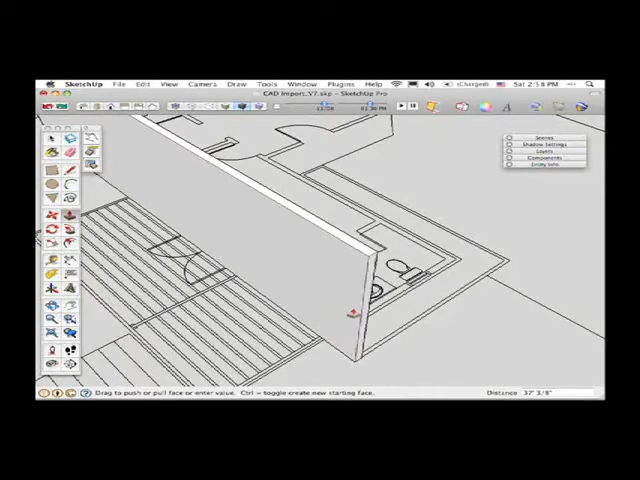 SketchUp File Edit View Camera Draw Tools Window Plugins Help (Charged) Sat 2:58 PM
CAD Import_V7.skp - SketchUp Pro
Scenes
Shadow Settings
Layers
Components
Entity Info
Drag to push or pull face or enter value. Ctrl = toggle create new starting face.
Distance 37' 3/8"